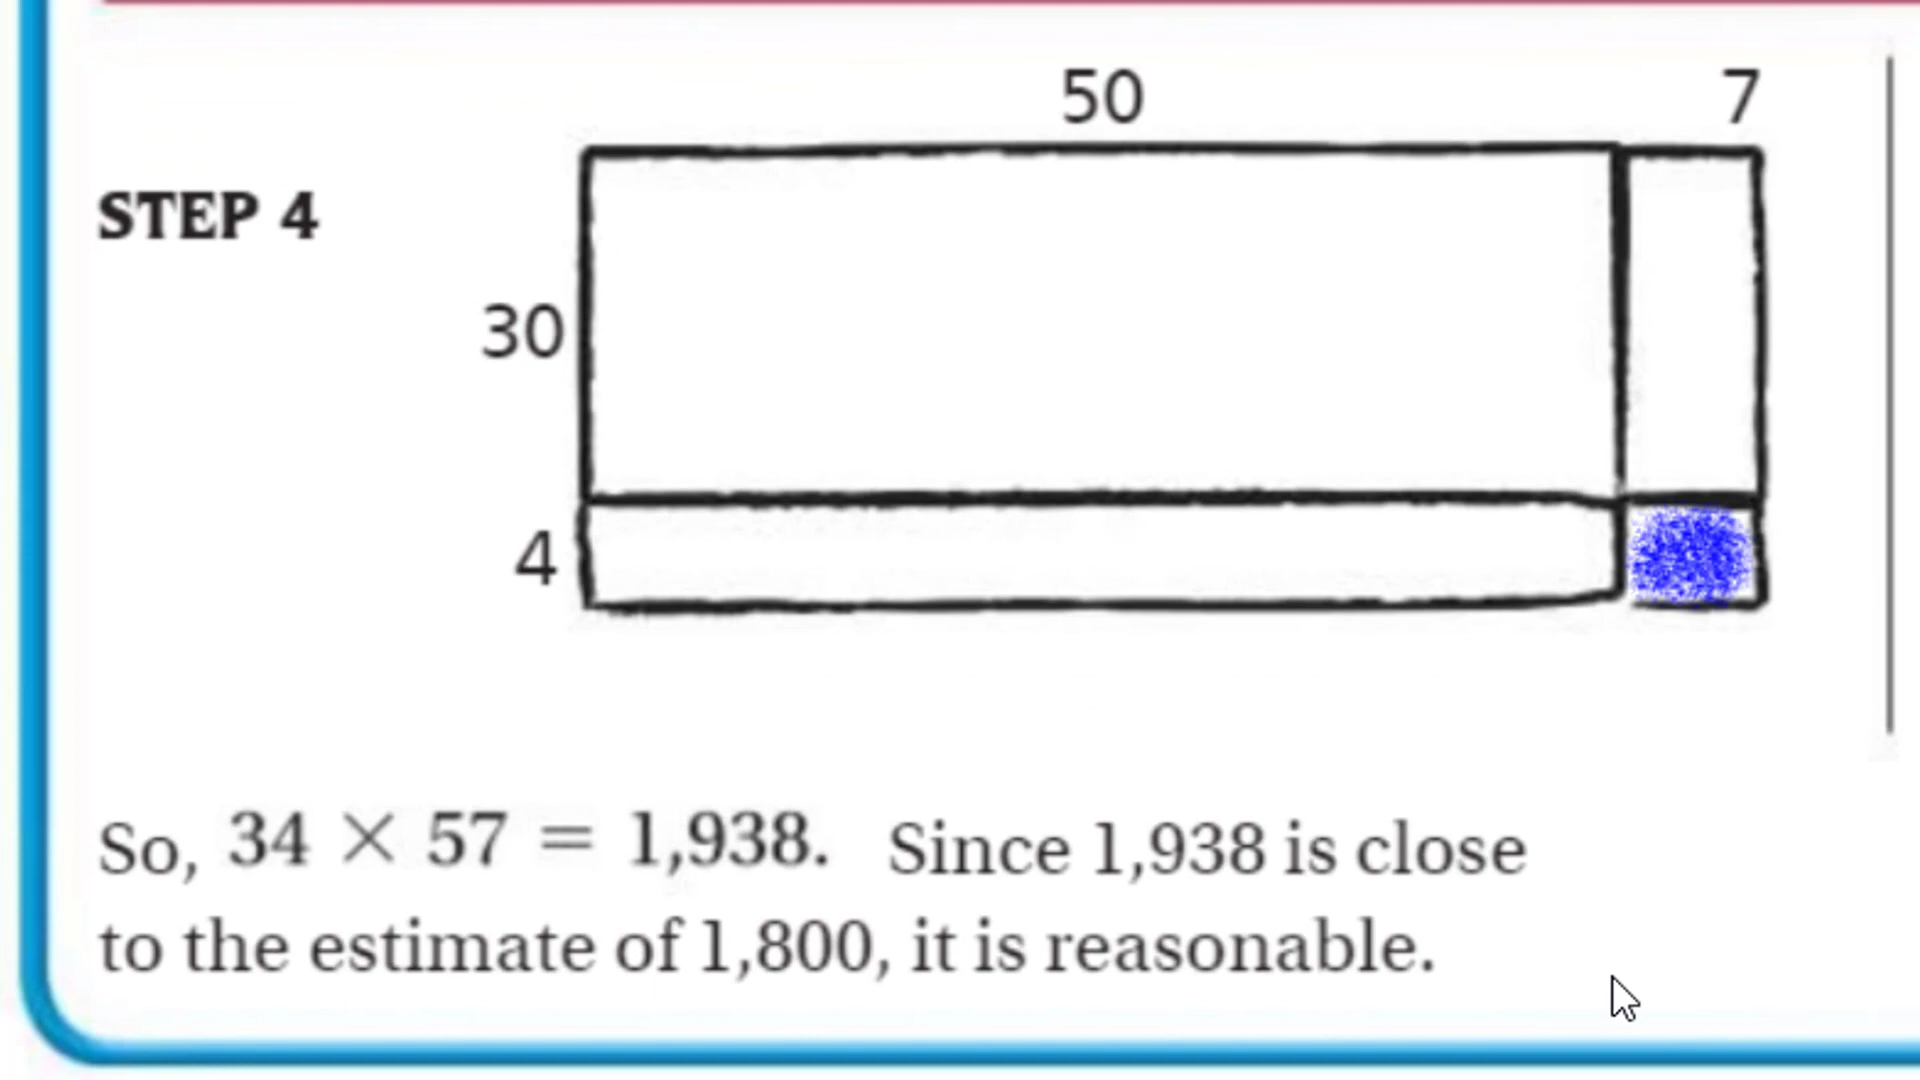 50 7
STEP 4
30
4
So, 34 × 57 = 1,938. Since 1,938 is close
to the estimate of 1,800, it is reasonable.